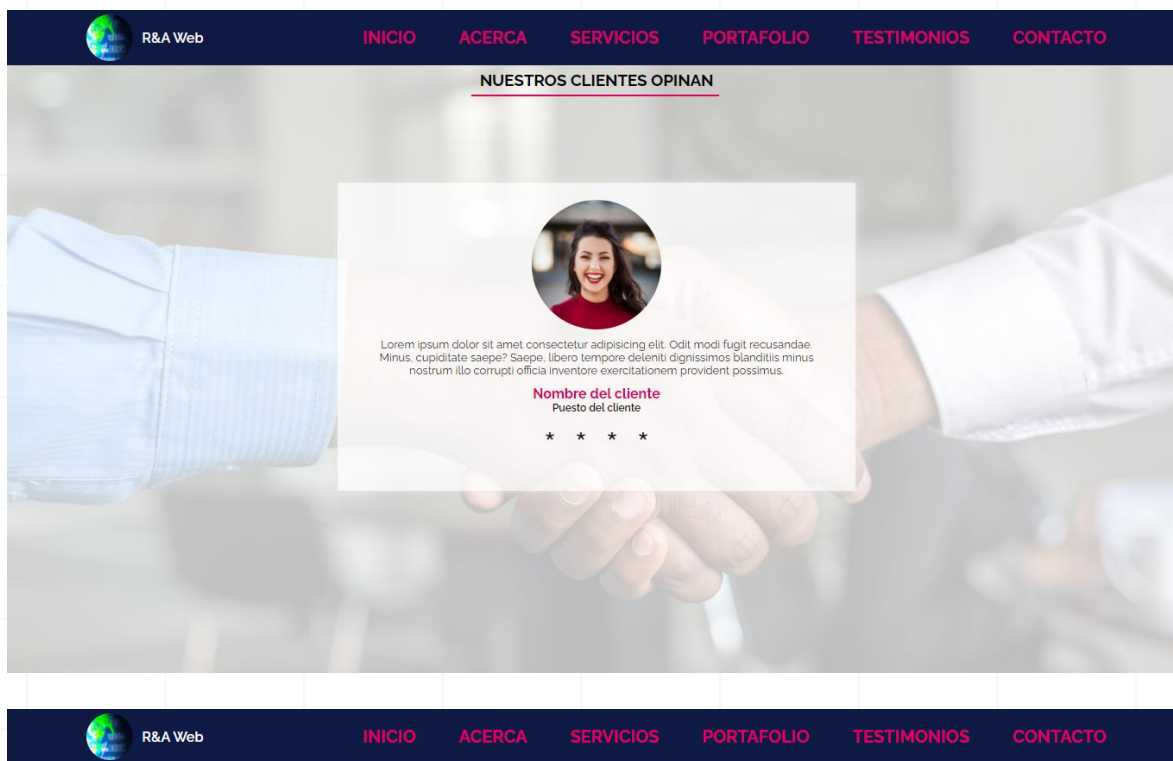 R&A Web INICIO ACERCA SERVICIOS PORTAFOLIO TESTIMONIOS CONTACTO
NUESTROS CLIENTES OPINAN
Lorem ipsum dolor sit amet consectetur adipisicing elit. Odit modi fugit recusandae.
Minus, cupiditate saepe? Saepe, libero tempore deleniti dignissimos blanditiis minus
nostrum illo corrupti officia inventore exercitationem provident possimus.
Nombre del cliente
Puesto del cliente
* * * *
R&A Web INICIO ACERCA SERVICIOS PORTAFOLIO TESTIMONIOS CONTACTO